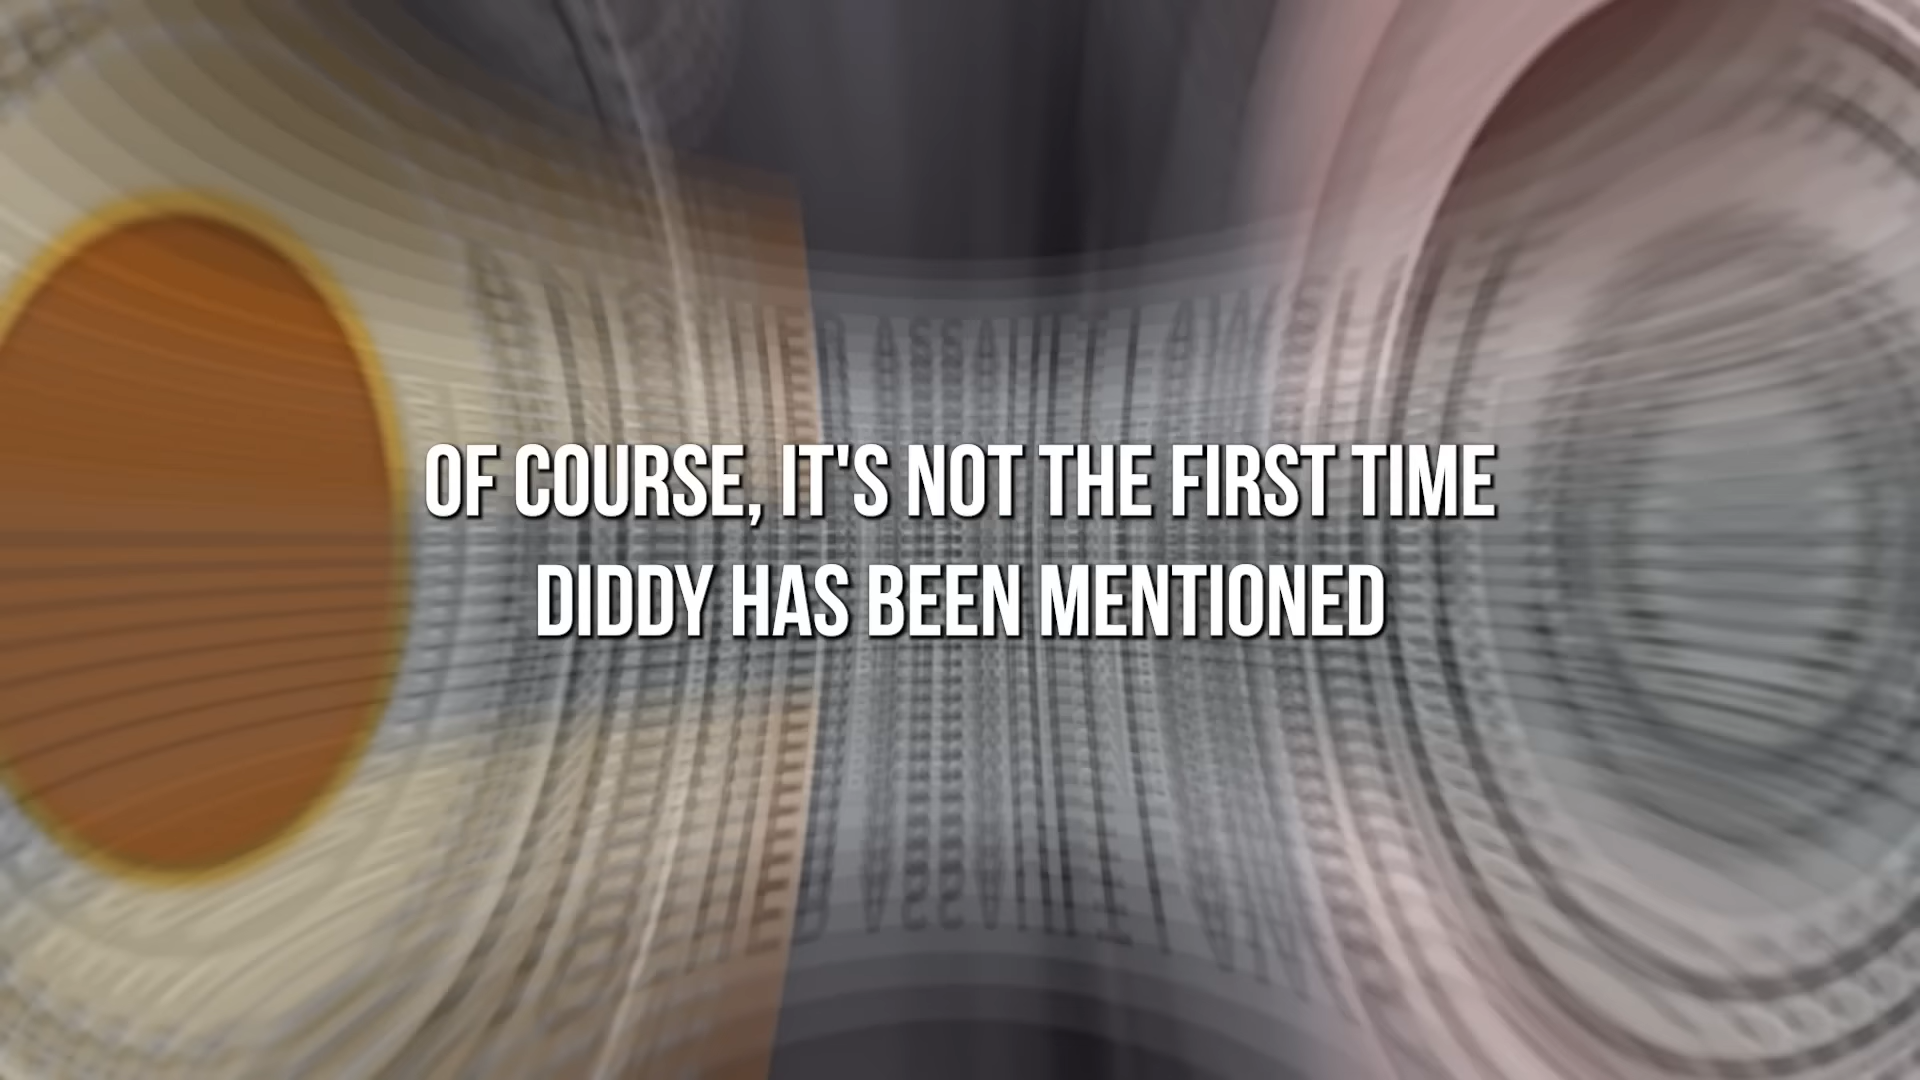 OF COURSE, IT'S NOT THE FIRST TIME
DIDDY HAS BEEN MENTIONED